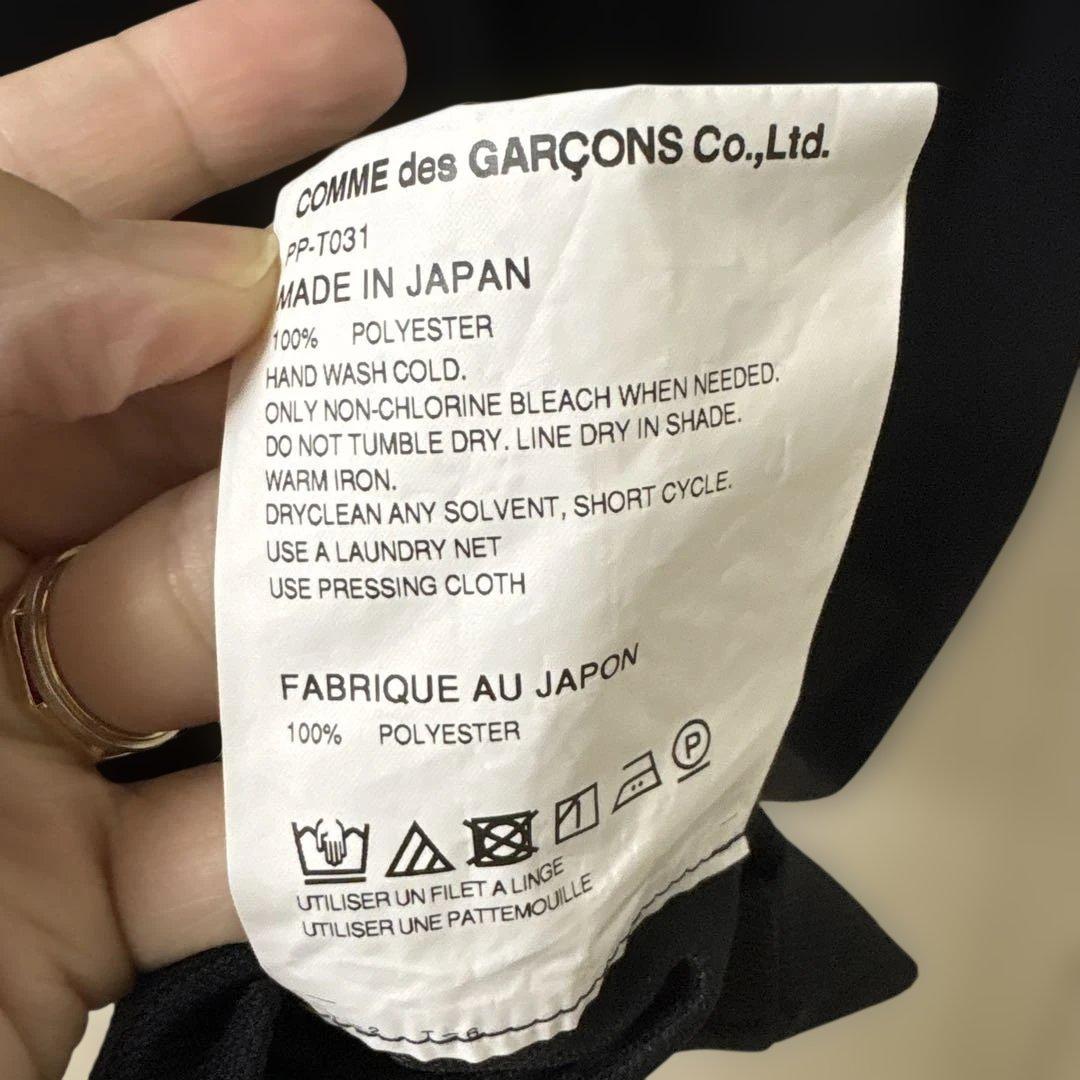 COMME des GARÇONS Co.,Ltd.
PP-T031
MADE IN JAPAN
100% POLYESTER
HAND WASH COLD.
ONLY NON-CHLORINE BLEACH WHEN NEEDED.
DO NOT TUMBLE DRY. LINE DRY IN SHADE.
WARM IRON.
DRYCLEAN ANY SOLVENT, SHORT CYCLE.
USE A LAUNDRY NET
USE PRESSING CLOTH
FABRIQUE AU JAPON
100% POLYESTER
P
UTILISER UN FILET A LINGE
UTILISER UNE PATTEMOUILLE